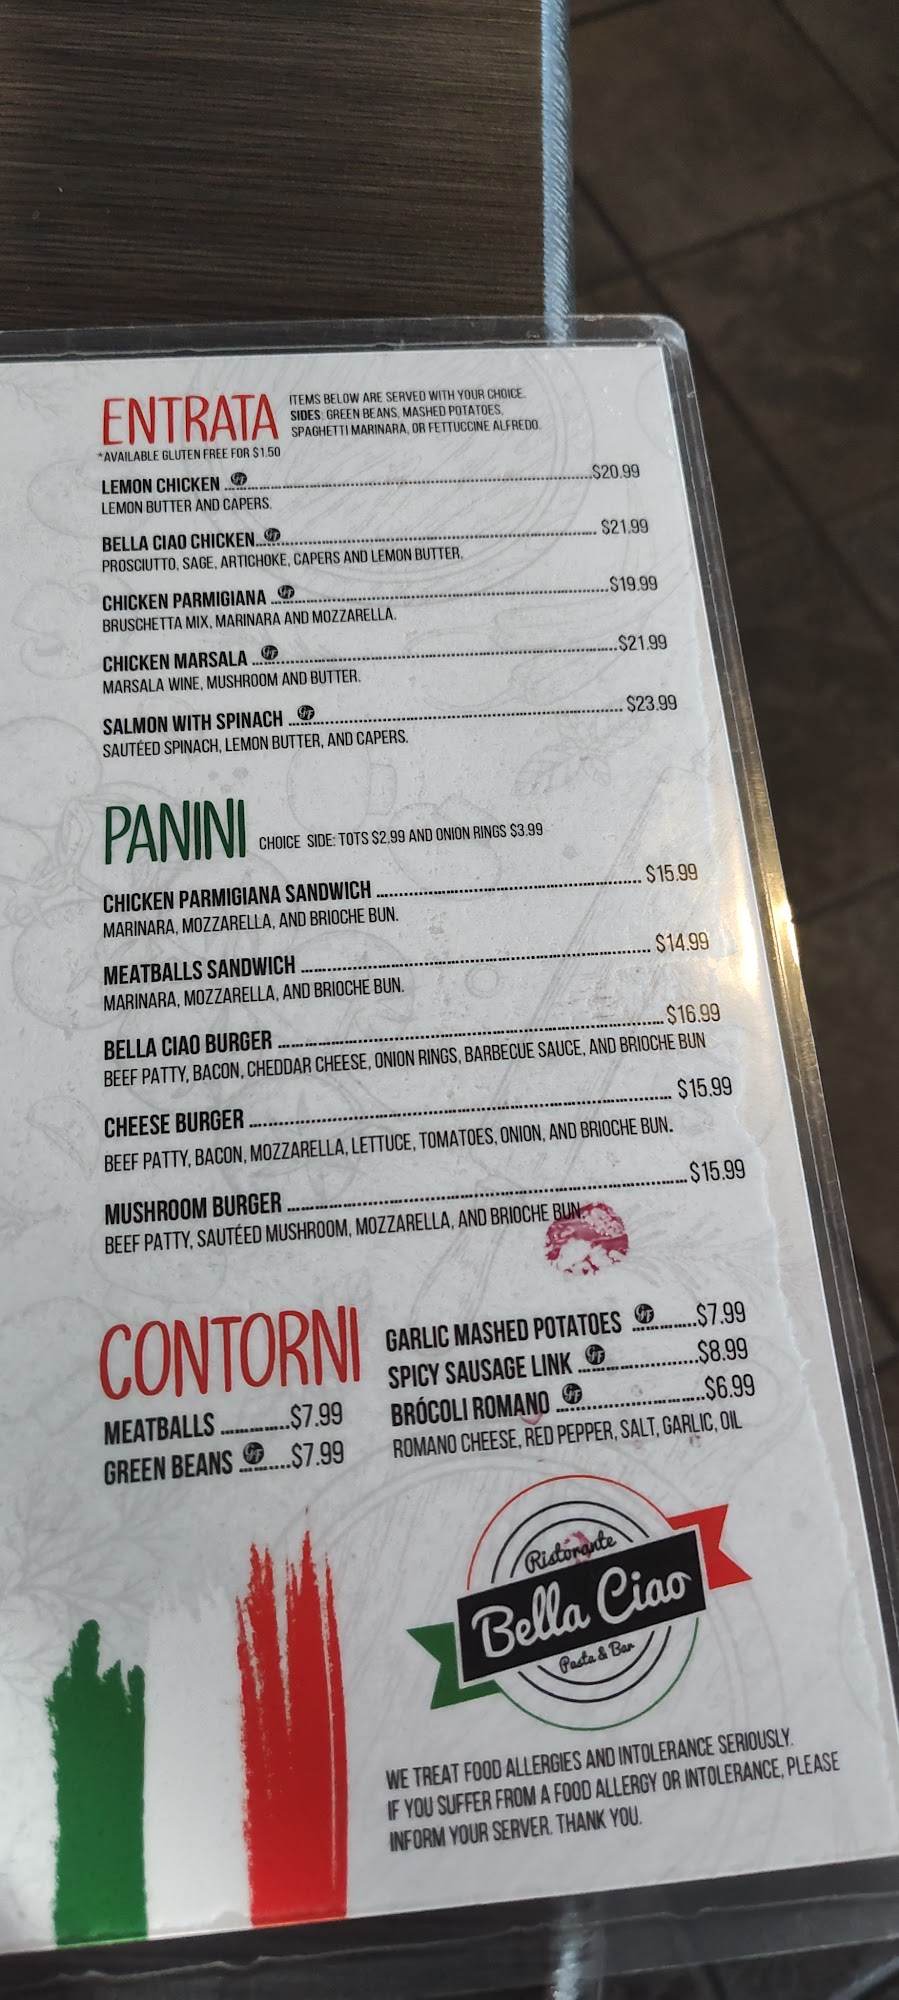 ENTRATA
ITEMS BELOW ARE SERVED WITH YOUR CHOICE.
SIDES: GREEN BEANS, MASHED POTATOES,
SPAGHETTI MARINARA, OR FETTUCCINE ALFREDO.
*AVAILABLE GLUTEN FREE FOR $1.50
LEMON CHICKEN GF $20.99
LEMON BUTTER AND CAPERS.
BELLA CIAO CHICKEN GF $21.99
PROSCIUTTO, SAGE, ARTICHOKE, CAPERS AND LEMON BUTTER.
CHICKEN PARMIGIANA GF $19.99
BRUSCHETTA MIX, MARINARA AND MOZZARELLA.
CHICKEN MARSALA GF $21.99
MARSALA WINE, MUSHROOM AND BUTTER.
SALMON WITH SPINACH GF $23.99
SAUTÉED SPINACH, LEMON BUTTER, AND CAPERS.
PANINI
CHOICE SIDE: TOTS $2.99 AND ONION RINGS $3.99
CHICKEN PARMIGIANA SANDWICH $15.99
MARINARA, MOZZARELLA, AND BRIOCHE BUN.
MEATBALLS SANDWICH $14.99
MARINARA, MOZZARELLA, AND BRIOCHE BUN.
BELLA CIAO BURGER $16.99
BEEF PATTY, BACON, CHEDDAR CHEESE, ONION RINGS, BARBECUE SAUCE, AND BRIOCHE BUN
CHEESE BURGER $15.99
BEEF PATTY, BACON, MOZZARELLA, LETTUCE, TOMATOES, ONION, AND BRIOCHE BUN.
MUSHROOM BURGER $15.99
BEEF PATTY, SAUTÉED MUSHROOM, MOZZARELLA, AND BRIOCHE BUN.
CONTORNI
MEATBALLS $7.99
GREEN BEANS GF $7.99
GARLIC MASHED POTATOES GF $7.99
SPICY SAUSAGE LINK GF $8.99
BRÓCOLI ROMANO GF $6.99
ROMANO CHEESE, RED PEPPER, SALT, GARLIC, OIL
Ristorante
Bella Ciao
Pasta & Bar
WE TREAT FOOD ALLERGIES AND INTOLERANCE SERIOUSLY.
IF YOU SUFFER FROM A FOOD ALLERGY OR INTOLERANCE, PLEASE
INFORM YOUR SERVER. THANK YOU.